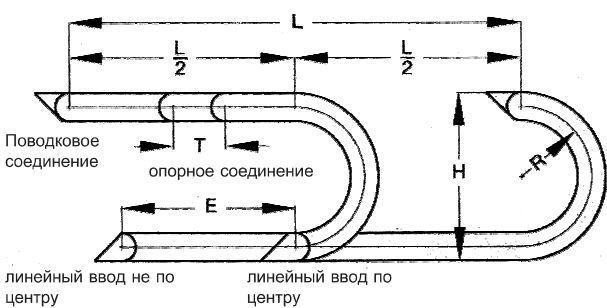 L
L
2
L
2
Поводковое
соединение
T
опорное соединение
H
R
E
линейный ввод не по
центру
линейный ввод по
центру